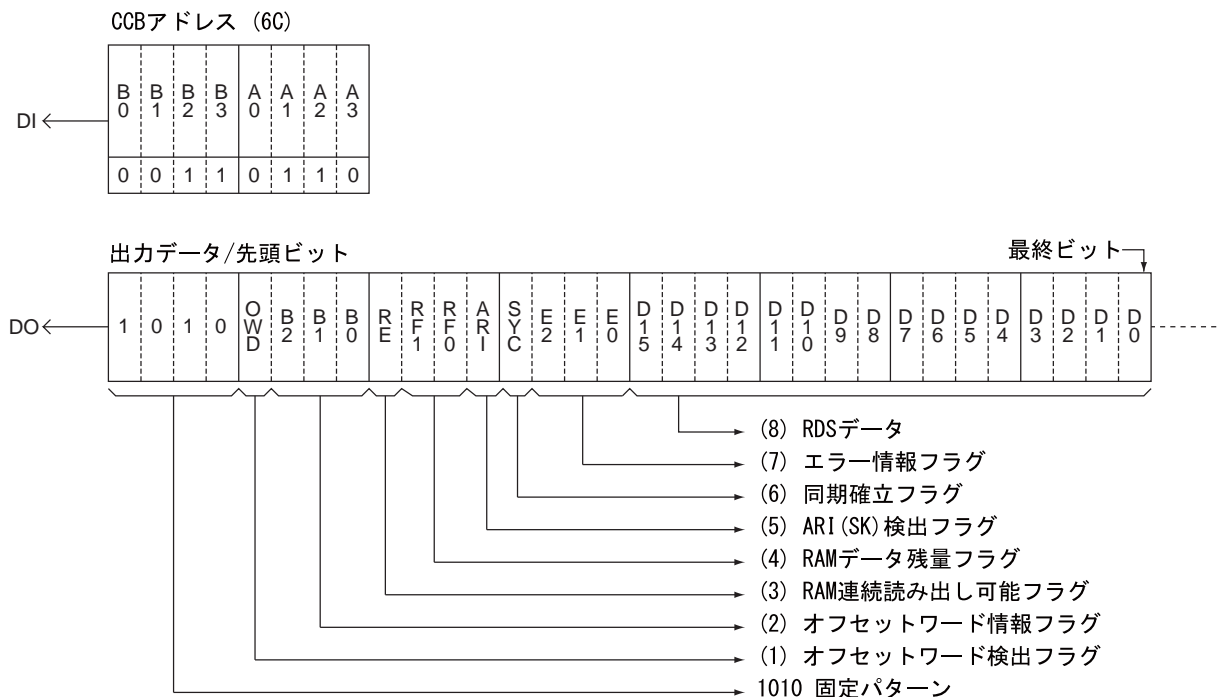 CCBアドレス (6C)
DI
B0 B1 B2 B3 A0 A1 A2 A3
0 0 1 1 0 1 1 0
出力データ/先頭ビット
最終ビット
DO
1 0 1 0 OWD B2 B1 B0 RE RF1 RF0 ARI SYC E2 E1 E0 D15 D14 D13 D12 D11 D10 D9 D8 D7 D6 D5 D4 D3 D2 D1 D0
(8) RDSデータ
(7) エラー情報フラグ
(6) 同期確立フラグ
(5) ARI(SK)検出フラグ
(4) RAMデータ残量フラグ
(3) RAM連続読み出し可能フラグ
(2) オフセットワード情報フラグ
(1) オフセットワード検出フラグ
1010 固定パターン